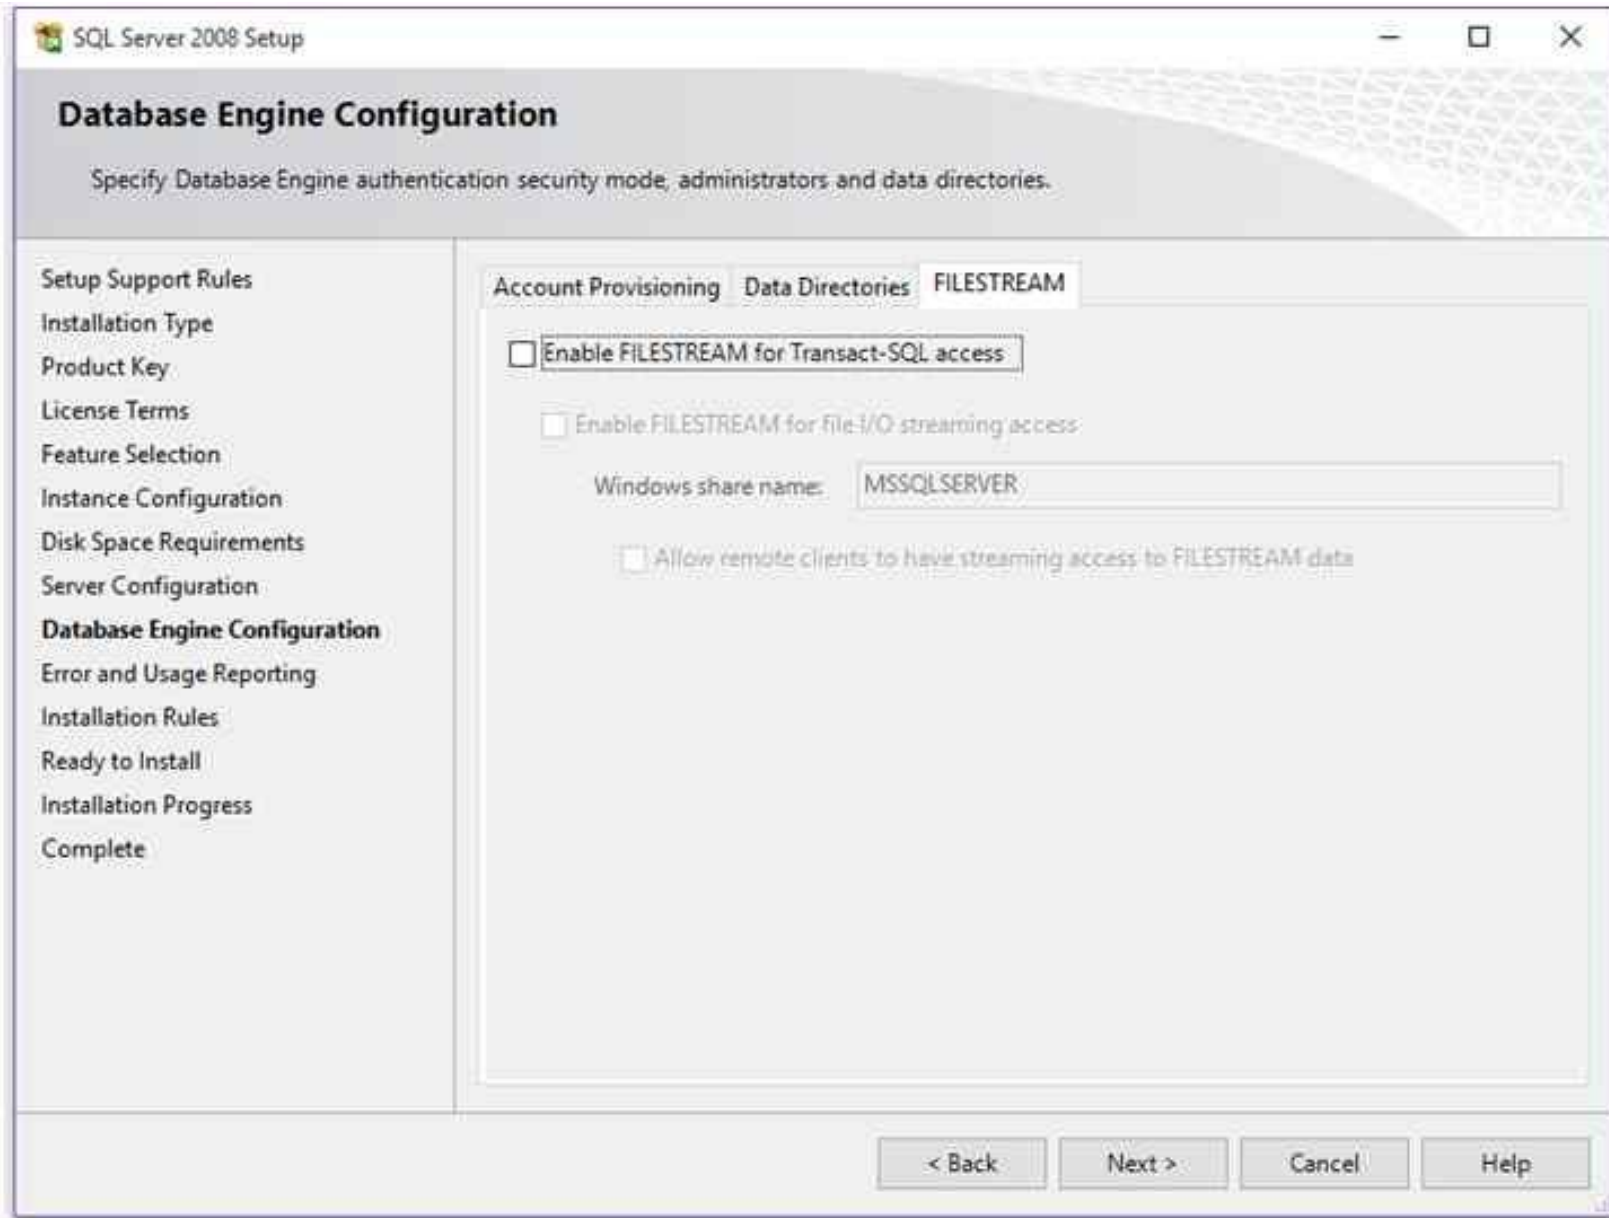 SQL Server 2008 Setup
Database Engine Configuration
Specify Database Engine authentication security mode, administrators and data directories.
Setup Support Rules
Installation Type
Product Key
License Terms
Feature Selection
Instance Configuration
Disk Space Requirements
Server Configuration
Database Engine Configuration
Error and Usage Reporting
Installation Rules
Ready to Install
Installation Progress
Complete
Account Provisioning Data Directories FILESTREAM
Enable FILESTREAM for Transact-SQL access
Enable FILESTREAM for file I/O streaming access
Windows share name: MSSQLSERVER
Allow remote clients to have streaming access to FILESTREAM data
< Back Next > Cancel Help